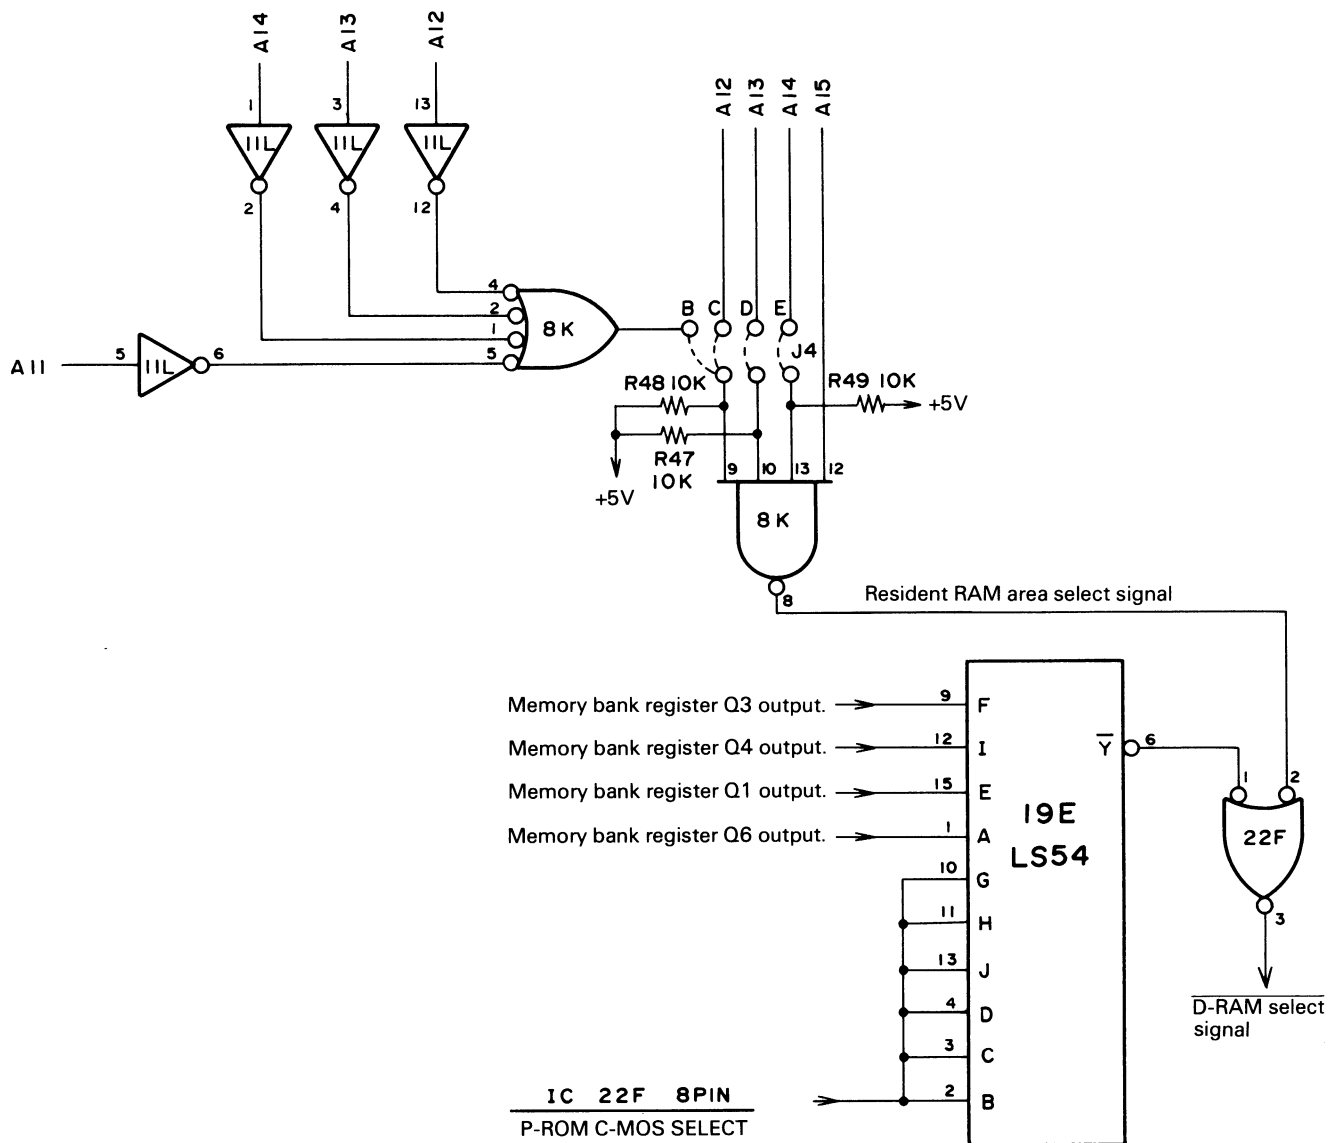 A14
A13
A12
1
3
13
11L
11L
11L
2
4
12
A12
A13
A14
A15
4
2
1
5
8K
A11
5
11L
6
B
C
D
E
J4
R48 10K
R49 10K
+5V
R47
10K
+5V
9
10
13
12
8K
8
Resident RAM area select signal
Memory bank register Q3 output.
9
F
Memory bank register Q4 output.
12
I
Memory bank register Q1 output.
15
E
Memory bank register Q6 output.
1
A
10
G
11
H
13
J
4
D
3
C
2
B
Y
6
19E
LS54
1
2
22F
3
D-RAM select
signal
IC 22F 8PIN
P-ROM C-MOS SELECT